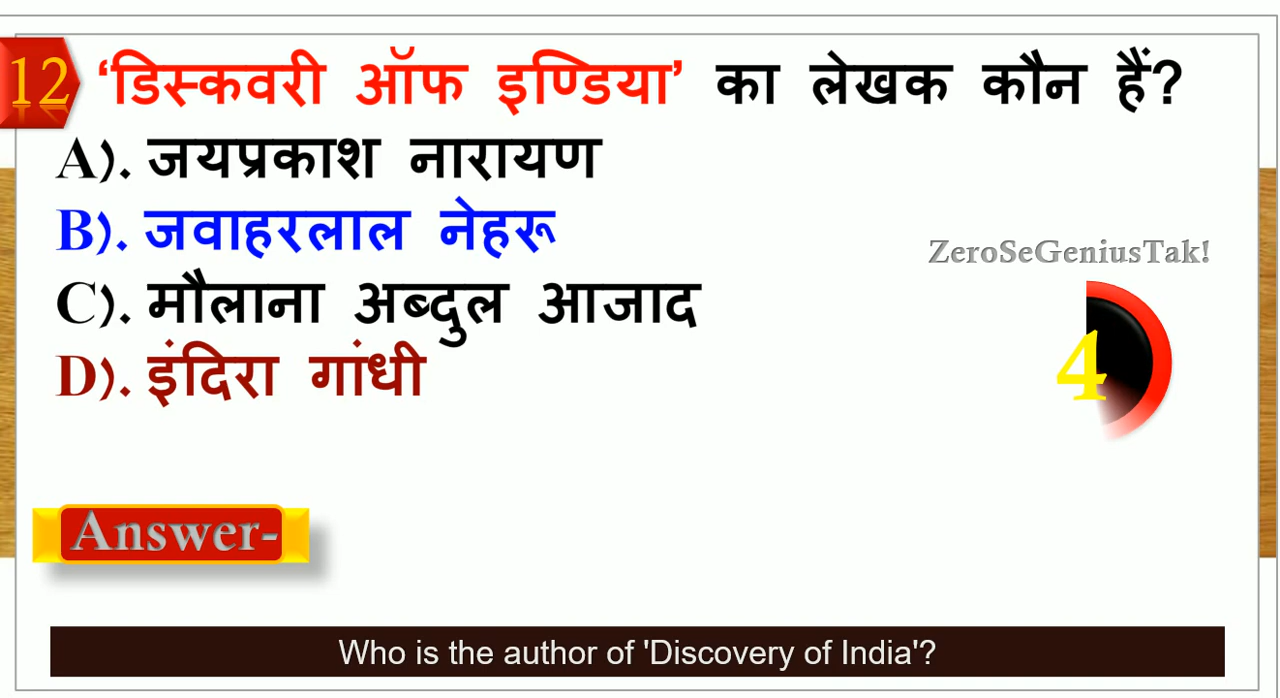 12 ‘डिस्कवरी ऑफ इण्डिया’ का लेखक कौन हैं?
A). जयप्रकाश नारायण
B). जवाहरलाल नेहरू
ZeroSeGeniusTak!
C). मौलाना अब्दुल आजाद
4
D). इंदिरा गांधी
Answer-
Who is the author of 'Discovery of India'?